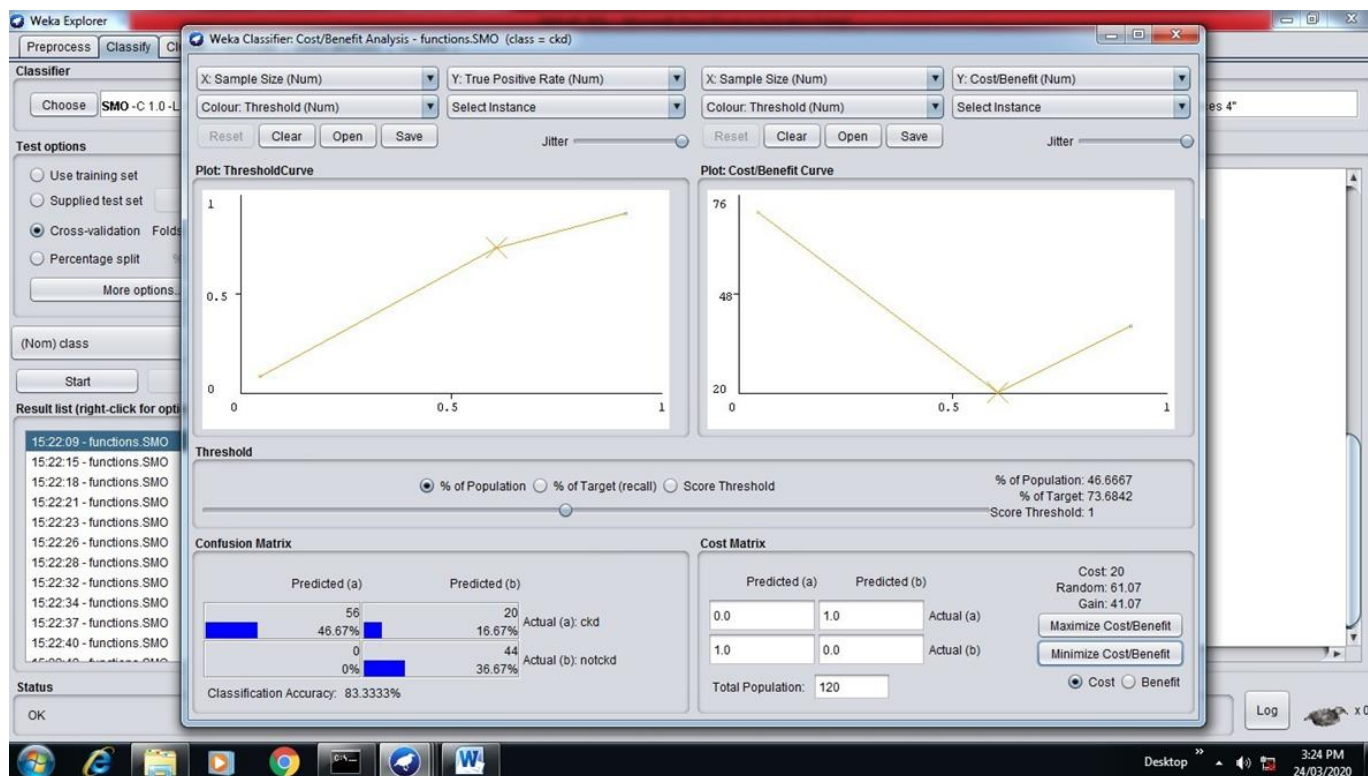 Weka Explorer
Preprocess Classify Cl
Classifier
Choose SMO -C 1.0 -L
es 4"
Test options
Use training set
Supplied test set
Cross-validation Folds
Percentage split %
More options...
(Nom) class
Start
Result list (right-click for opti
15:22:09 - functions.SMO
15:22:15 - functions.SMO
15:22:18 - functions.SMO
15:22:21 - functions.SMO
15:22:23 - functions.SMO
15:22:26 - functions.SMO
15:22:28 - functions.SMO
15:22:32 - functions.SMO
15:22:34 - functions.SMO
15:22:37 - functions.SMO
15:22:40 - functions.SMO
Status
OK
Log
x 0
Weka Classifier: Cost/Benefit Analysis - functions.SMO (class = ckd)
X: Sample Size (Num) Y: True Positive Rate (Num)
Colour: Threshold (Num) Select Instance
Reset Clear Open Save Jitter
Plot: ThresholdCurve
1
0.5
0
0 0.5 1
X: Sample Size (Num) Y: Cost/Benefit (Num)
Colour: Threshold (Num) Select Instance
Reset Clear Open Save Jitter
Plot: Cost/Benefit Curve
76
48
20
0 0.5 1
Threshold
% of Population % of Target (recall) Score Threshold
% of Population: 46.6667
% of Target: 73.6842
Score Threshold: 1
Confusion Matrix
Predicted (a) Predicted (b)
56 20
46.67% 16.67% Actual (a): ckd
0 44
0% 36.67% Actual (b): notckd
Classification Accuracy: 83.3333%
Cost Matrix
Predicted (a) Predicted (b)
0.0 1.0 Actual (a)
1.0 0.0 Actual (b)
Total Population: 120
Cost: 20
Random: 61.07
Gain: 41.07
Maximize Cost/Benefit
Minimize Cost/Benefit
Cost Benefit
Desktop
3:24 PM
24/03/2020